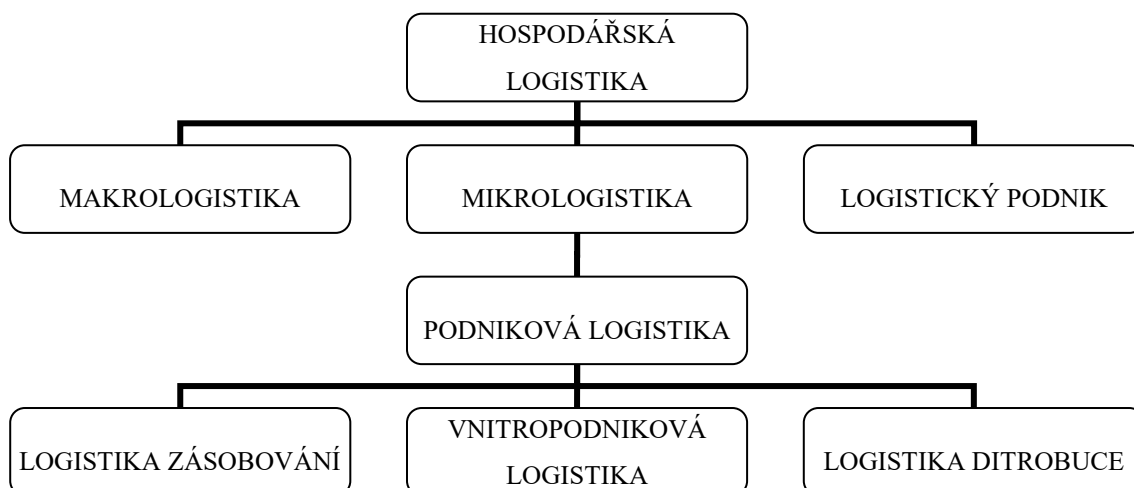 HOSPODÁŘSKÁ
LOGISTIKA
MAKROLOGISTIKA
MIKROLOGISTIKA
LOGISTICKÝ PODNIK
PODNIKOVÁ LOGISTIKA
LOGISTIKA ZÁSOBOVÁNÍ
VNITROPODNIKOVÁ
LOGISTIKA
LOGISTIKA DITROBUCE